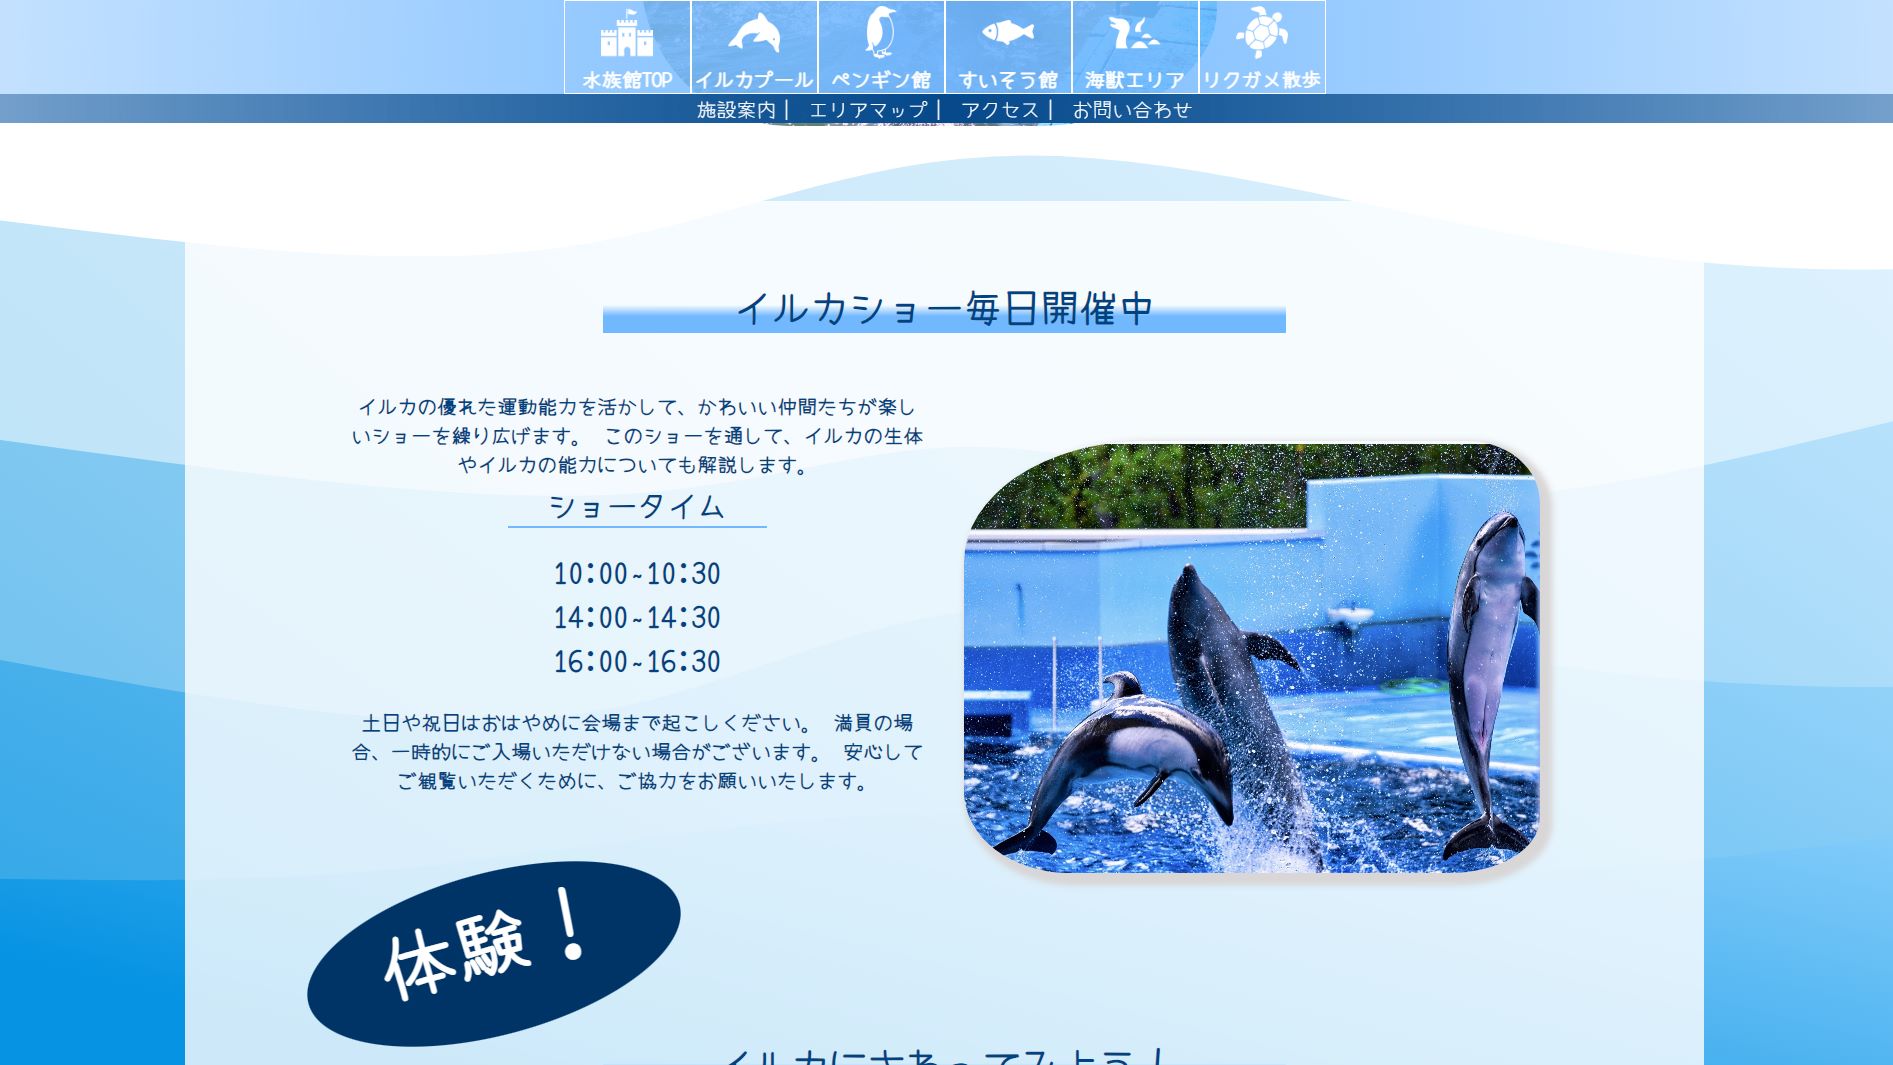 水族館TOP イルカプール ペンギン館 すいそう館 海獣エリア リクガメ散歩
施設案内 | エリアマップ | アクセス | お問い合わせ
イルカショー毎日開催中
イルカの優れた運動能力を活かして、かわいい仲間たちが楽し
いショーを繰り広げます。 このショーを通して、イルカの生体
やイルカの能力についても解説します。
ショータイム
10:00~10:30
14:00~14:30
16:00~16:30
土日や祝日はおはやめに会場まで起こしください。 満員の場
合、一時的にご入場いただけない場合がございます。 安心して
ご観覧いただくために、ご協力をお願いいたします。
体験！
イルカにさわってみよう！